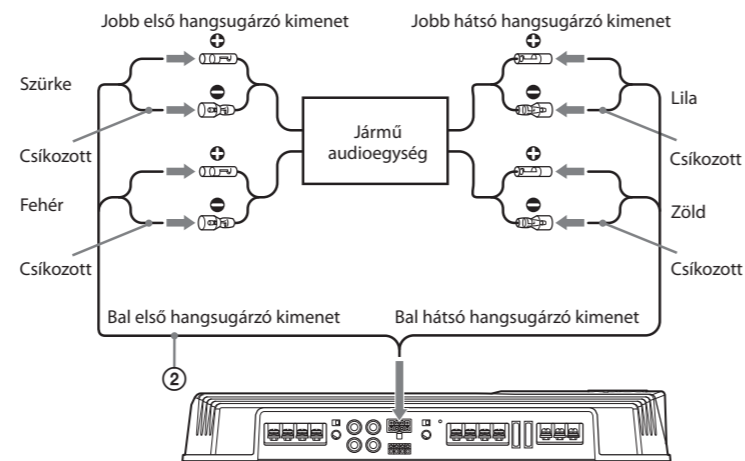 Jobb első hangsugárzó kimenet
Jobb hátsó hangsugárzó kimenet
Szürke
Csíkozott
Fehér
Csíkozott
Jármű
audioegység
Lila
Csíkozott
Zöld
Csíkozott
Bal első hangsugárzó kimenet
Bal hátsó hangsugárzó kimenet
②